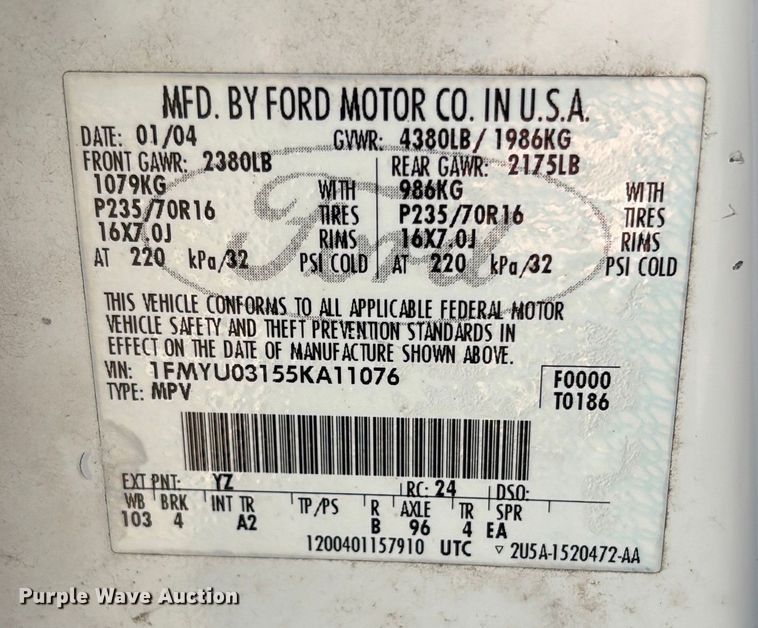 MFD. BY FORD MOTOR CO. IN U.S.A.
DATE: 01/04 GVWR: 4380LB/ 1986KG
FRONT GAWR: 2380LB REAR GAWR: 2175LB
1079KG WITH 986KG WITH
P235/70R16 TIRES P235/70R16 TIRES
16X7.0J RIMS 16X7.0J RIMS
AT 220 kPa/32 PSI COLD AT 220 kPa/32 PSI COLD
Ford
THIS VEHICLE CONFORMS TO ALL APPLICABLE FEDERAL MOTOR
VEHICLE SAFETY AND THEFT PREVENTION STANDARDS IN
EFFECT ON THE DATE OF MANUFACTURE SHOWN ABOVE.
VIN: 1FMYU03155KA11076 F0000
TYPE: MPV T0186
EXT PNT: YZ RC: 24 DSO:
WB BRK INT TR TP/PS R AXLE TR SPR
103 4 A2 B 96 4 EA
1200401157910 UTC ▽ 2U5A-1520472-AA
Purple Wave Auction